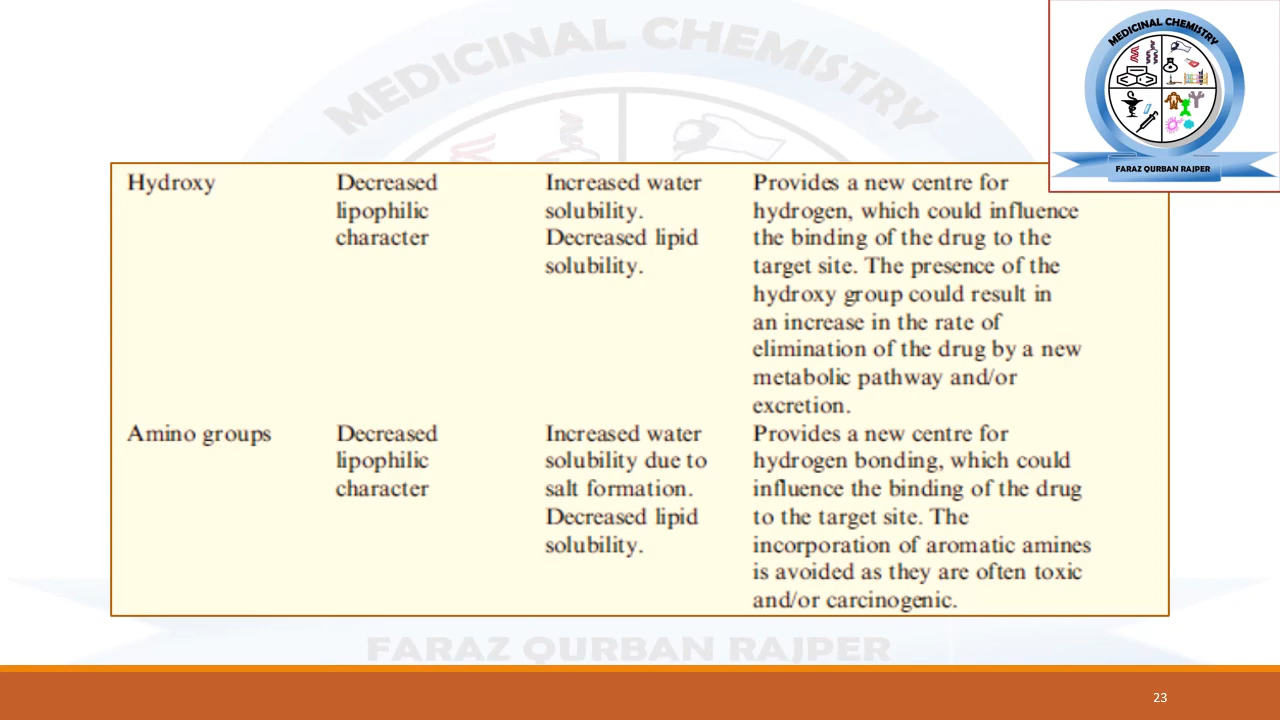 MEDICINAL CHEMISTRY
MEDICINAL CHEMISTRY
FARAZ QURBAN RAJPER
Hydroxy
Decreased
lipophilic
character
Increased water
solubility.
Decreased lipid
solubility.
Provides a new centre for
hydrogen, which could influence
the binding of the drug to the
target site. The presence of the
hydroxy group could result in
an increase in the rate of
elimination of the drug by a new
metabolic pathway and/or
excretion.
Amino groups
Decreased
lipophilic
character
Increased water
solubility due to
salt formation.
Decreased lipid
solubility.
Provides a new centre for
hydrogen bonding, which could
influence the binding of the drug
to the target site. The
incorporation of aromatic amines
is avoided as they are often toxic
and/or carcinogenic.
FARAZ QURBAN RAJPER
23